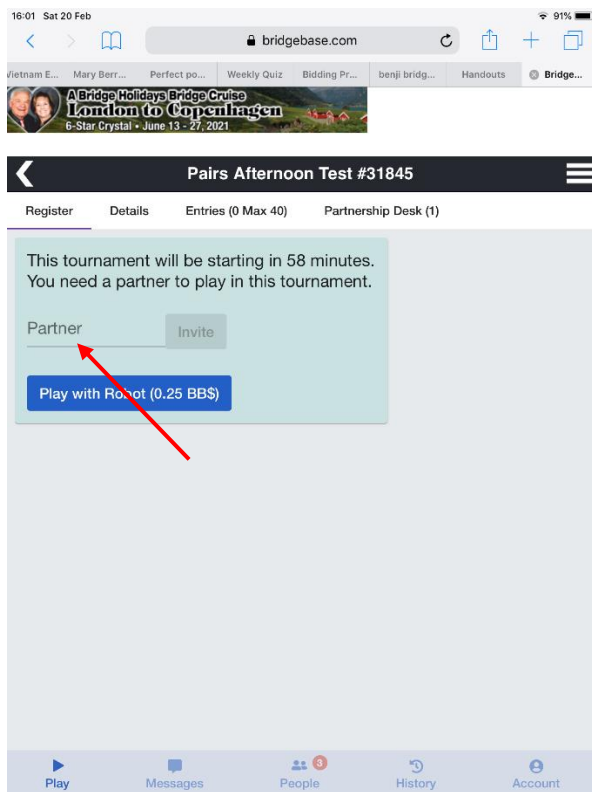 16:01 Sat 20 Feb
91%
bridgebase.com
Vietnam E... Mary Berr... Perfect po... Weekly Quiz Bidding Pr... benji bridg... Handouts Bridge...
A Bridge Holidays Bridge Cruise
London to Copenhagen
6-Star Crystal • June 13 - 27, 2021
Pairs Afternoon Test #31845
Register Details Entries (0 Max 40) Partnership Desk (1)
This tournament will be starting in 58 minutes.
You need a partner to play in this tournament.
Partner Invite
Play with Robot (0.25 BB$)
3
Play Messages People History Account